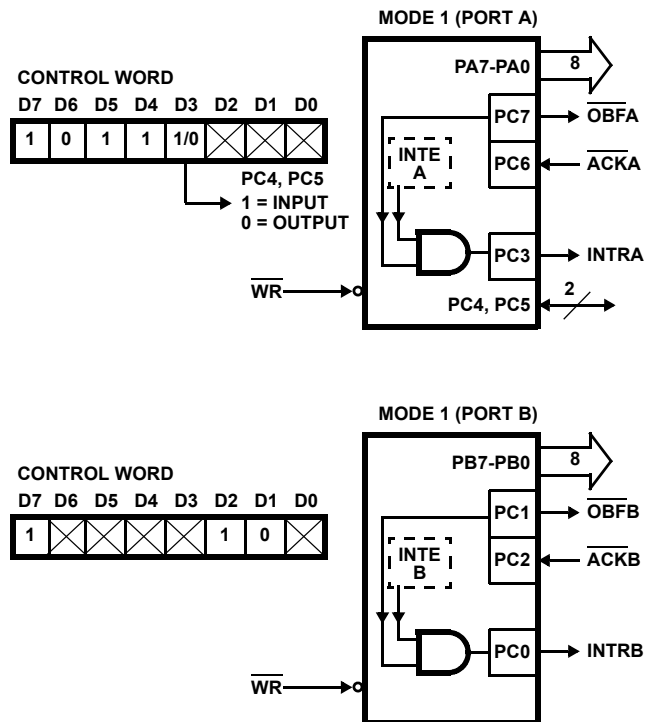 MODE 1 (PORT A)
CONTROL WORD
D7 D6 D5 D4 D3 D2 D1 D0
1 0 1 1 1/0
PC4, PC5
1 = INPUT
0 = OUTPUT
PA7-PA0
8
PC7
OBFA
INTE
A
PC6
ACKA
PC3
INTRA
WR
PC4, PC5
2
MODE 1 (PORT B)
CONTROL WORD
D7 D6 D5 D4 D3 D2 D1 D0
1 1 0
PB7-PB0
8
PC1
OBFB
INTE
B
PC2
ACKB
PC0
INTRB
WR